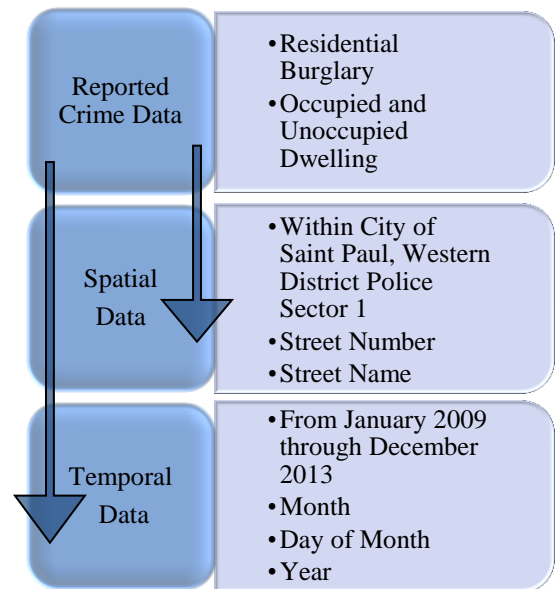 Reported
Crime Data
•Residential
Burglary
•Occupied and
Unoccupied
Dwelling
Spatial
Data
•Within City of
Saint Paul, Western
District Police
Sector 1
•Street Number
•Street Name
Temporal
Data
•From January 2009
through December
2013
•Month
•Day of Month
•Year